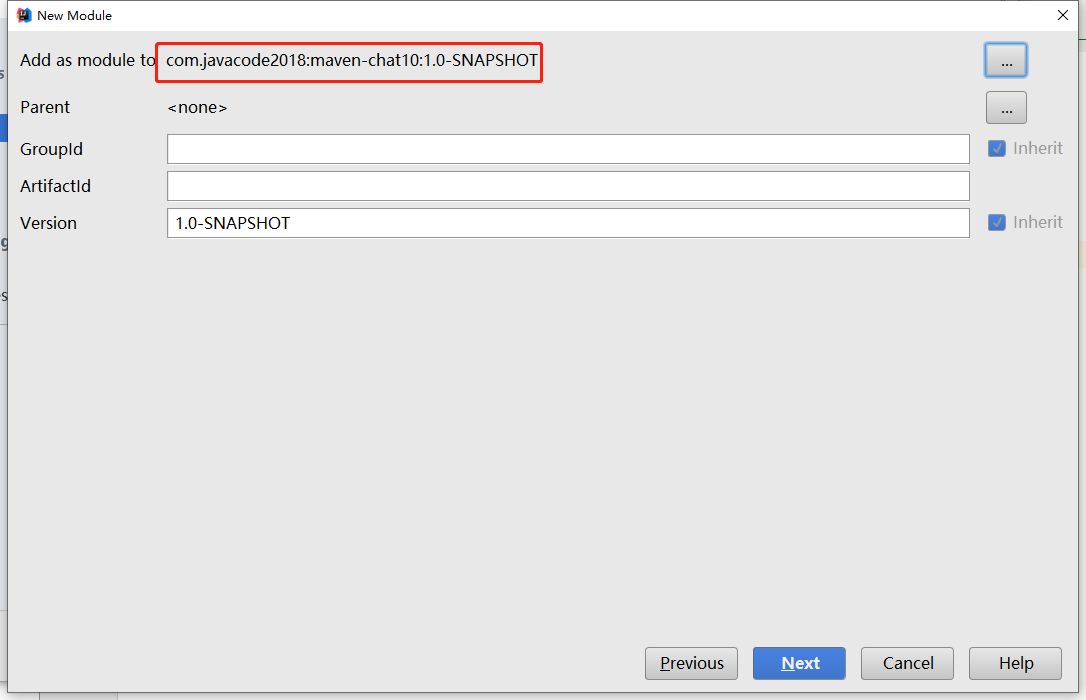 New Module
Add as module to com.javacode2018:maven-chat10:1.0-SNAPSHOT ...
Parent <none> ...
GroupId Inherit
ArtifactId
Version 1.0-SNAPSHOT Inherit
Previous Next Cancel Help